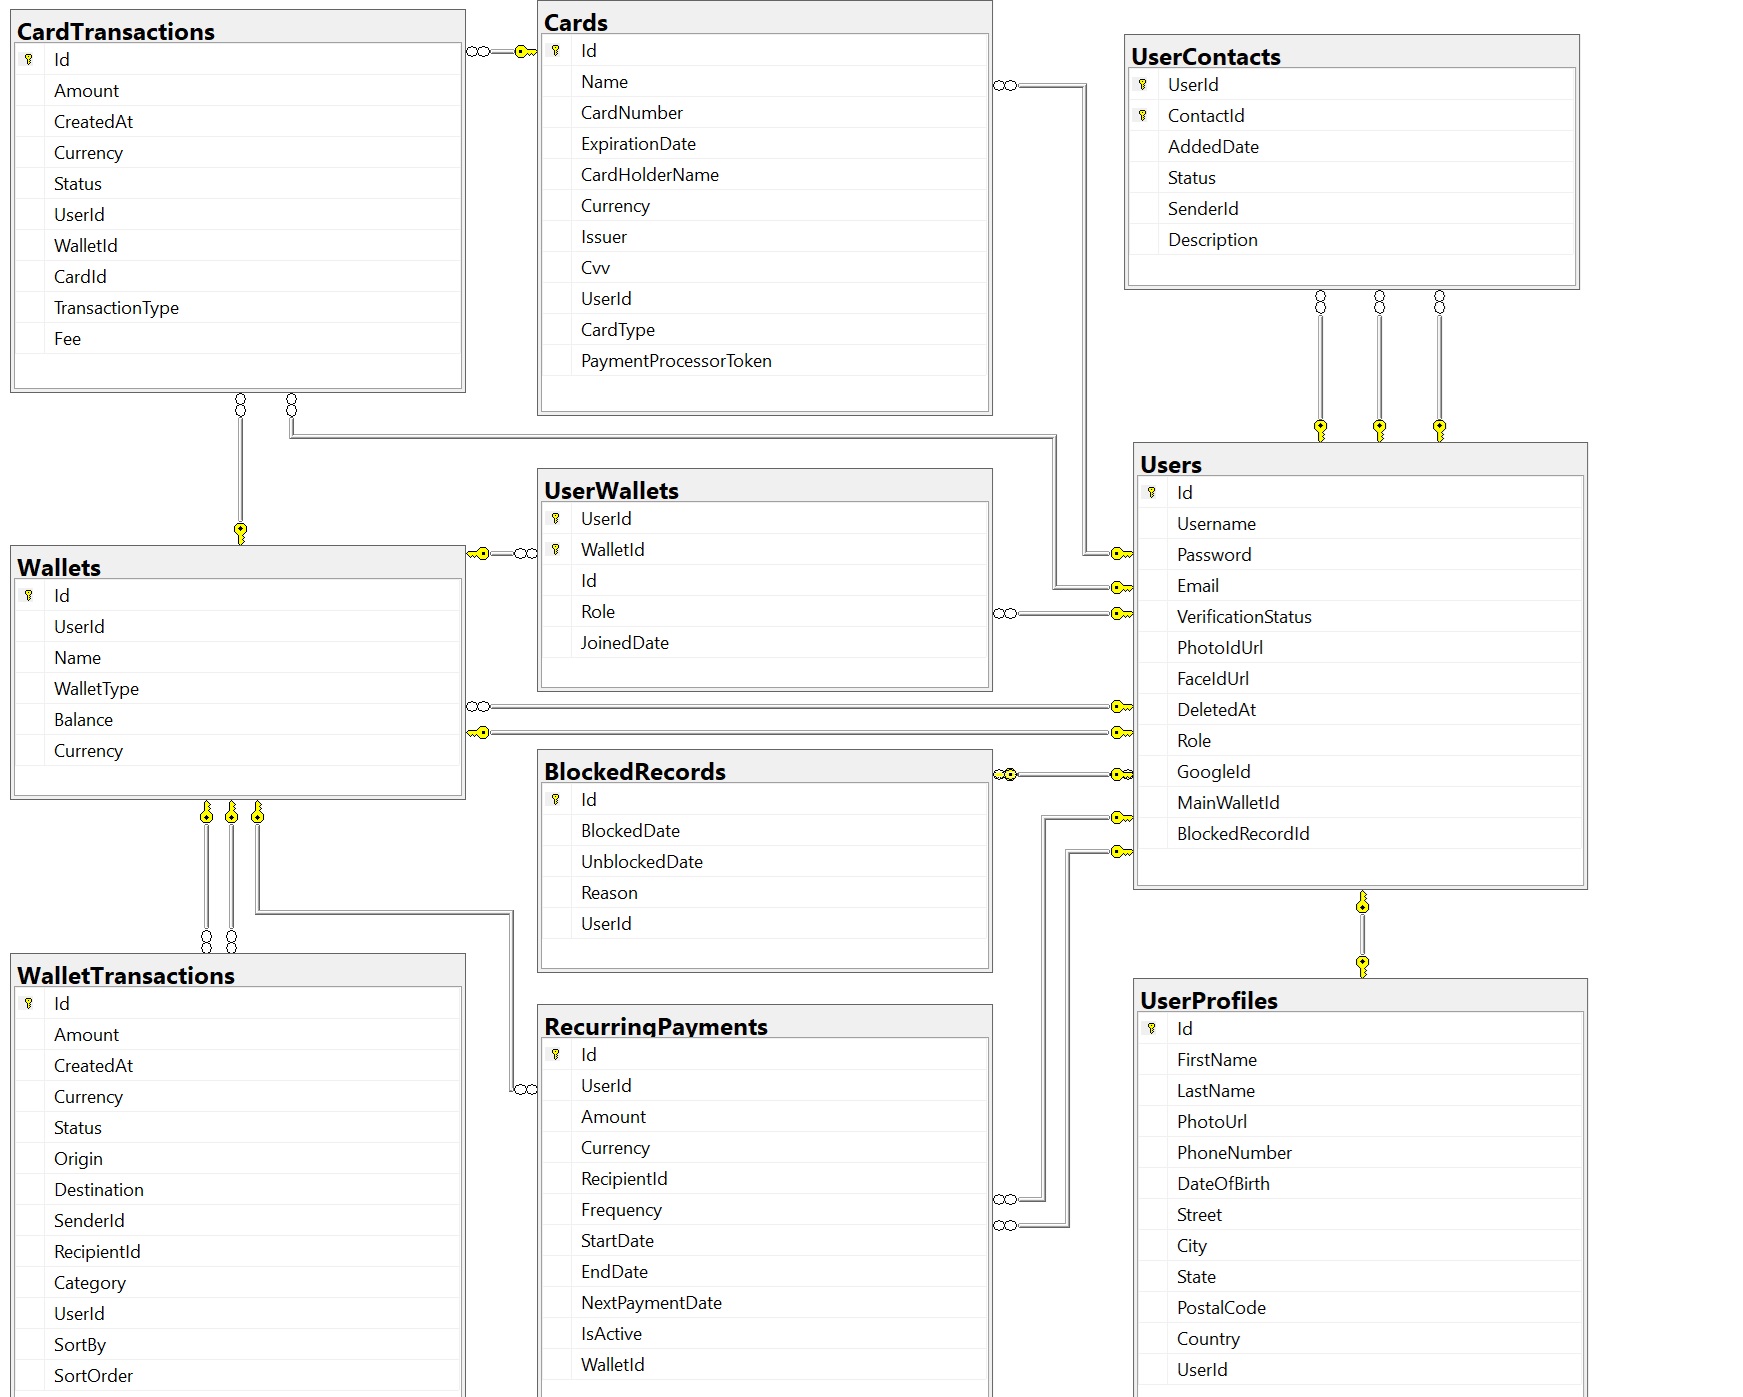 CardTransactions
Id
Amount
CreatedAt
Currency
Status
UserId
WalletId
CardId
TransactionType
Fee
Cards
Id
Name
CardNumber
ExpirationDate
CardHolderName
Currency
Issuer
Cvv
UserId
CardType
PaymentProcessorToken
UserContacts
UserId
ContactId
AddedDate
Status
SenderId
Description
Wallets
Id
UserId
Name
WalletType
Balance
Currency
UserWallets
UserId
WalletId
Id
Role
JoinedDate
Users
Id
Username
Password
Email
VerificationStatus
PhotoIdUrl
FaceIdUrl
DeletedAt
Role
GoogleId
MainWalletId
BlockedRecordId
BlockedRecords
Id
BlockedDate
UnblockedDate
Reason
UserId
WalletTransactions
Id
Amount
CreatedAt
Currency
Status
Origin
Destination
SenderId
RecipientId
Category
UserId
SortBy
SortOrder
RecurringPayments
Id
UserId
Amount
Currency
RecipientId
Frequency
StartDate
EndDate
NextPaymentDate
IsActive
WalletId
UserProfiles
Id
FirstName
LastName
PhotoUrl
PhoneNumber
DateOfBirth
Street
City
State
PostalCode
Country
UserId